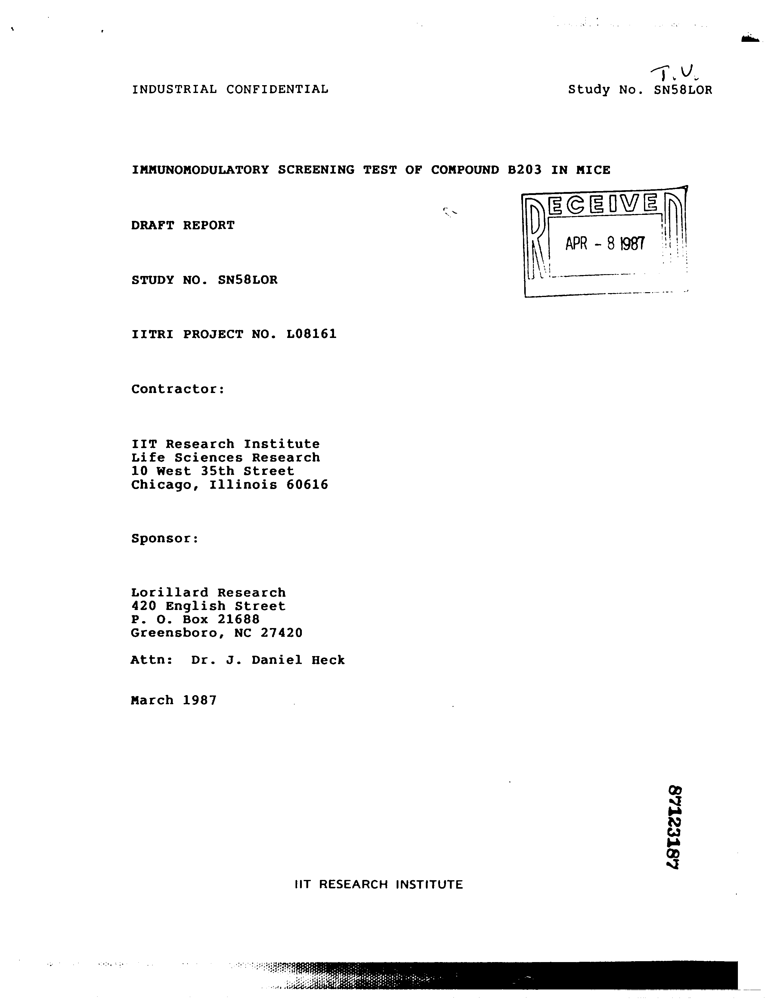 T.V.
INDUSTRIAL CONFIDENTIAL
Study No. SN58LOR
IMMUNOMODULATORY SCREENING TEST OF COMPOUND B203 IN MICE
RECEIVED
APR - 8 1987
DRAFT REPORT
STUDY NO. SN58LOR
IITRI PROJECT NO. L08161
Contractor:
IIT Research Institute
Life Sciences Research
10 West 35th Street
Chicago, Illinois 60616
Sponsor:
Lorillard Research
420 English Street
P. O. Box 21688
Greensboro, NC 27420
Attn: Dr. J. Daniel Heck
March 1987
87123187
IIT RESEARCH INSTITUTE